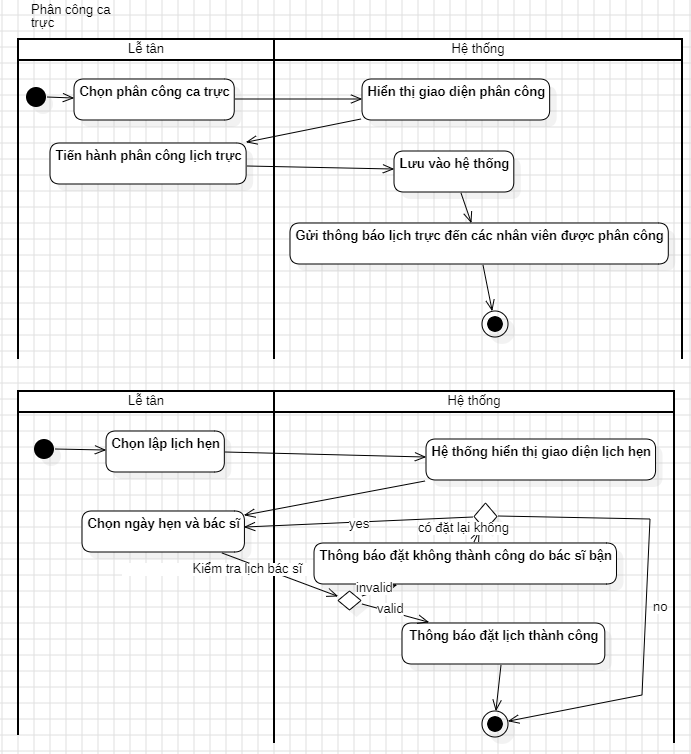 Phân công ca
trực
Lễ tân
Hệ thống
Chọn phân công ca trực
Hiển thị giao diện phân công
Tiến hành phân công lịch trực
Lưu vào hệ thống
Gửi thông báo lịch trực đến các nhân viên được phân công
Lễ tân
Hệ thống
Chọn lập lịch hẹn
Hệ thống hiển thị giao diện lịch hẹn
Chọn ngày hẹn và bác sĩ
yes
có đặt lại không
Thông báo đặt không thành công do bác sĩ bận
Kiểm tra lịch bác sĩ
invalid
valid
no
Thông báo đặt lịch thành công